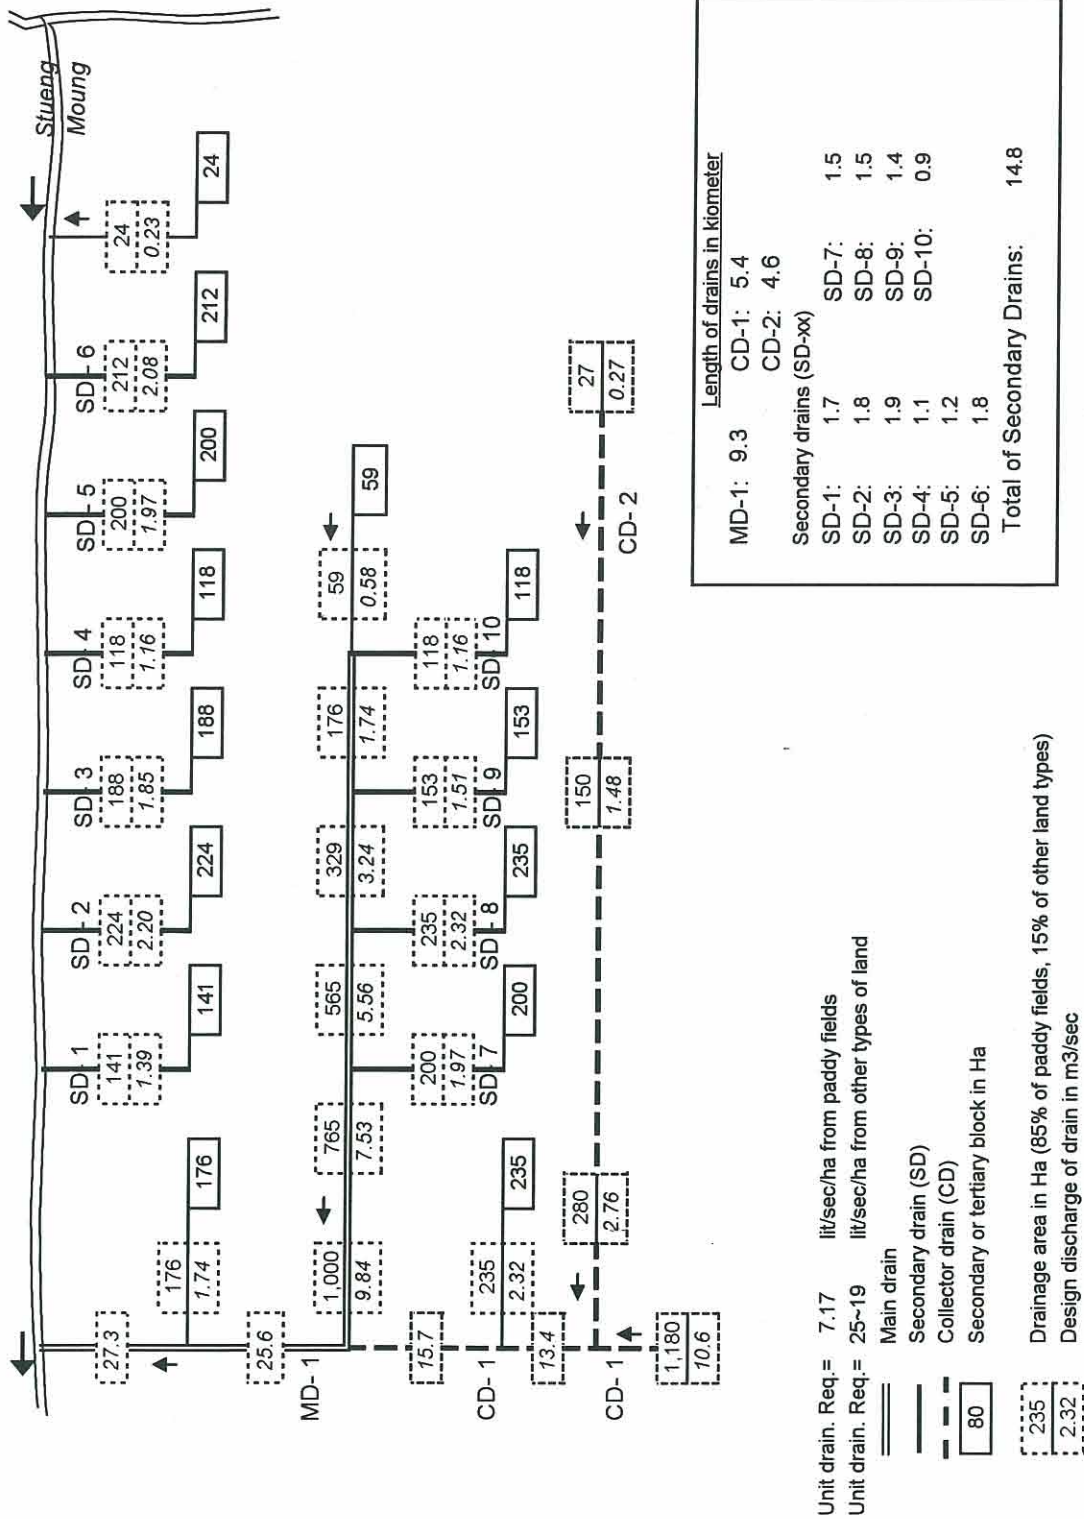 Stueng
Moung
SD - 1
141
1.39
141
SD - 2
224
2.20
224
SD- 3
188
1.85
188
SD- 4
118
1.16
118
SD- 5
200
1.97
200
SD - 6
212
2.08
212
24
0.23
24
27.3
176
1.74
176
25.6
MD- 1
1,000
9.84
765
7.53
565
5.56
329
3.24
176
1.74
59
0.58
59
200
1.97
SD- 7
200
235
2.32
SD - 8
235
153
1.51
SD- 9
153
118
1.16
SD- 10
118
15.7
CD- 1
235
2.32
235
13.4
CD- 1
280
2.76
150
1.48
27
0.27
CD- 2
1,180
10.6
Unit drain. Req.= 7.17 lit/sec/ha from paddy fields
Unit drain. Req.= 25~19 lit/sec/ha from other types of land
Main drain
Secondary drain (SD)
Collector drain (CD)
80 Secondary or tertiary block in Ha
235 Drainage area in Ha (85% of paddy fields, 15% of other land types)
2.32 Design discharge of drain in m3/sec
Length of drains in kiometer
MD-1: 9.3 CD-1: 5.4
CD-2: 4.6
Secondary drains (SD-xx)
SD-1: 1.7 SD-7: 1.5
SD-2: 1.8 SD-8: 1.5
SD-3: 1.9 SD-9: 1.4
SD-4: 1.1 SD-10: 0.9
SD-5: 1.2
SD-6: 1.8
Total of Secondary Drains: 14.8